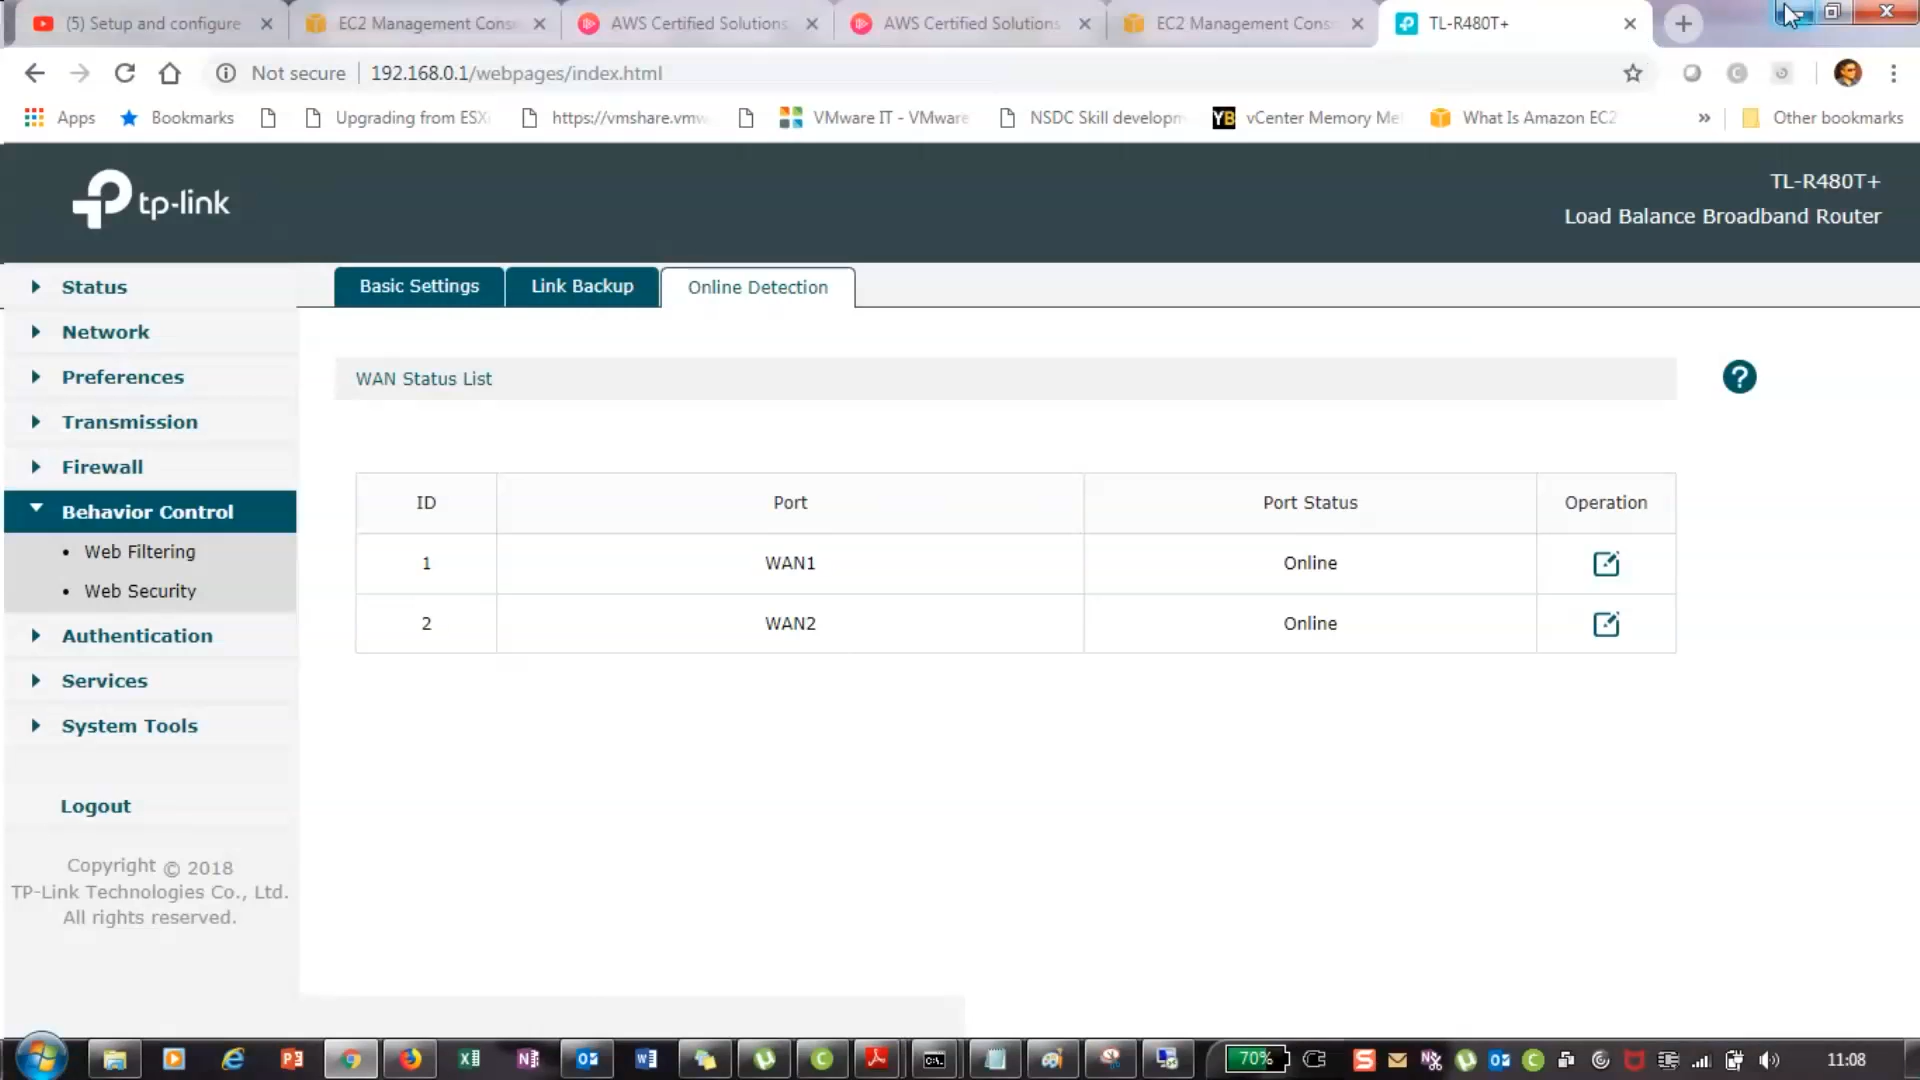 (5) Setup and configure
EC2 Management Cons
AWS Certified Solutions
AWS Certified Solutions
EC2 Management Cons
TL-R480T+
Not secure
192.168.0.1/webpages/index.html
Apps
Bookmarks
Upgrading from ESX
https://vmshare.vmw
VMware IT - VMware
NSDC Skill developm
YB
vCenter Memory Me
What Is Amazon EC2
»
Other bookmarks
tp-link
TL-R480T+
Load Balance Broadband Router
Status
Network
Preferences
Transmission
Firewall
Behavior Control
• Web Filtering
• Web Security
Authentication
Services
System Tools
Logout
Copyright © 2018
TP-Link Technologies Co., Ltd.
All rights reserved.
Basic Settings
Link Backup
Online Detection
WAN Status List
?
ID Port Port Status Operation
1 WAN1 Online
2 WAN2 Online
70%
11:08